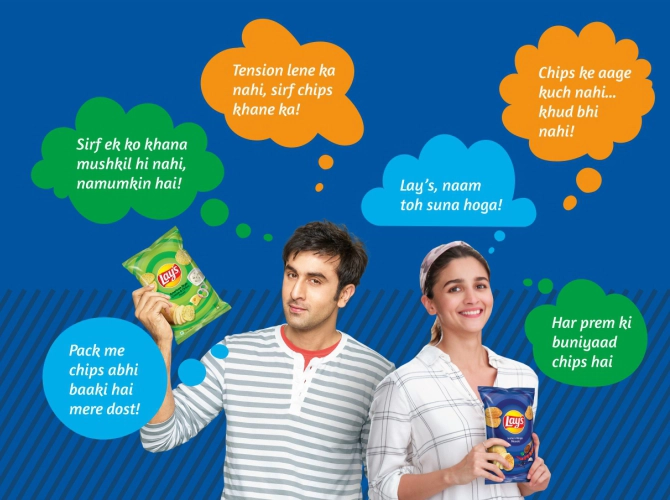 Tension lene ka
nahi, sirf chips
khane ka!
Chips ke aage
kuch nahi...
khud bhi
nahi!
Sirf ek ko khana
mushkil hi nahi,
namumkin hai!
Lay's, naam
toh suna hoga!
Lay's
Har prem ki
buniyaad
chips hai
Pack me
chips abhi
baaki hai
mere dost!
Lay's